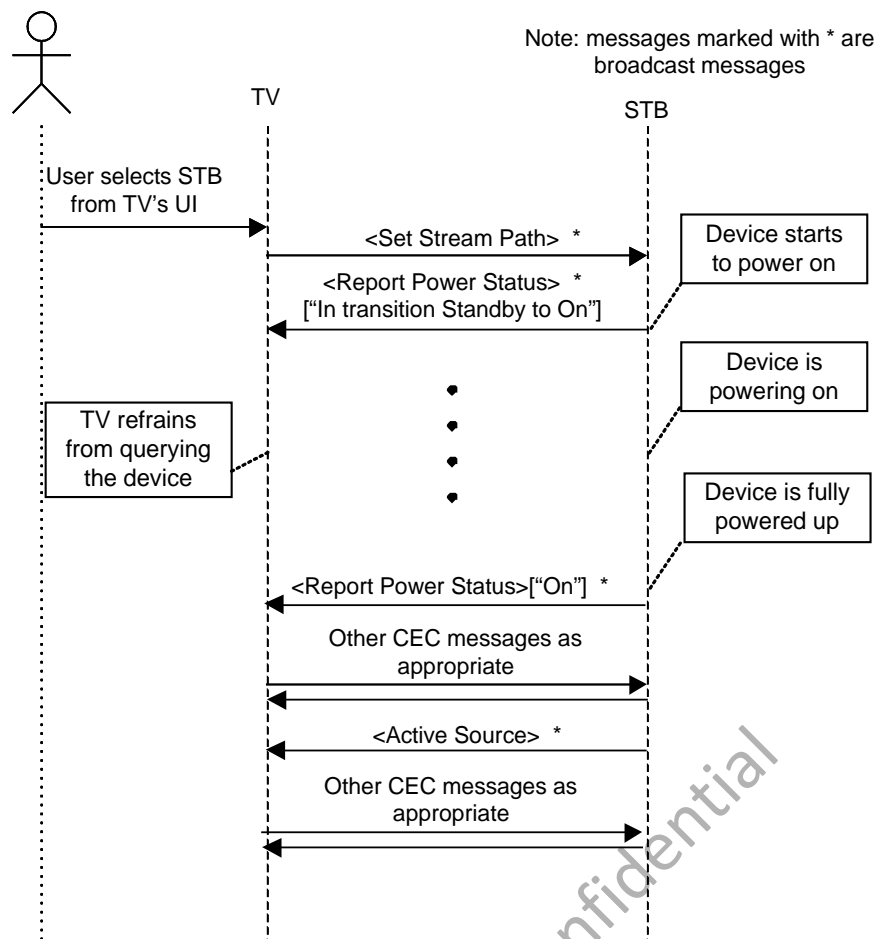 Note: messages marked with * are
broadcast messages
TV
STB
User selects STB
from TV's UI
<Set Stream Path> *
Device starts
to power on
<Report Power Status> *
["In transition Standby to On"]
Device is
powering on
TV refrains
from querying
the device
Device is fully
powered up
<Report Power Status>["On"] *
Other CEC messages as
appropriate
<Active Source> *
Other CEC messages as
appropriate